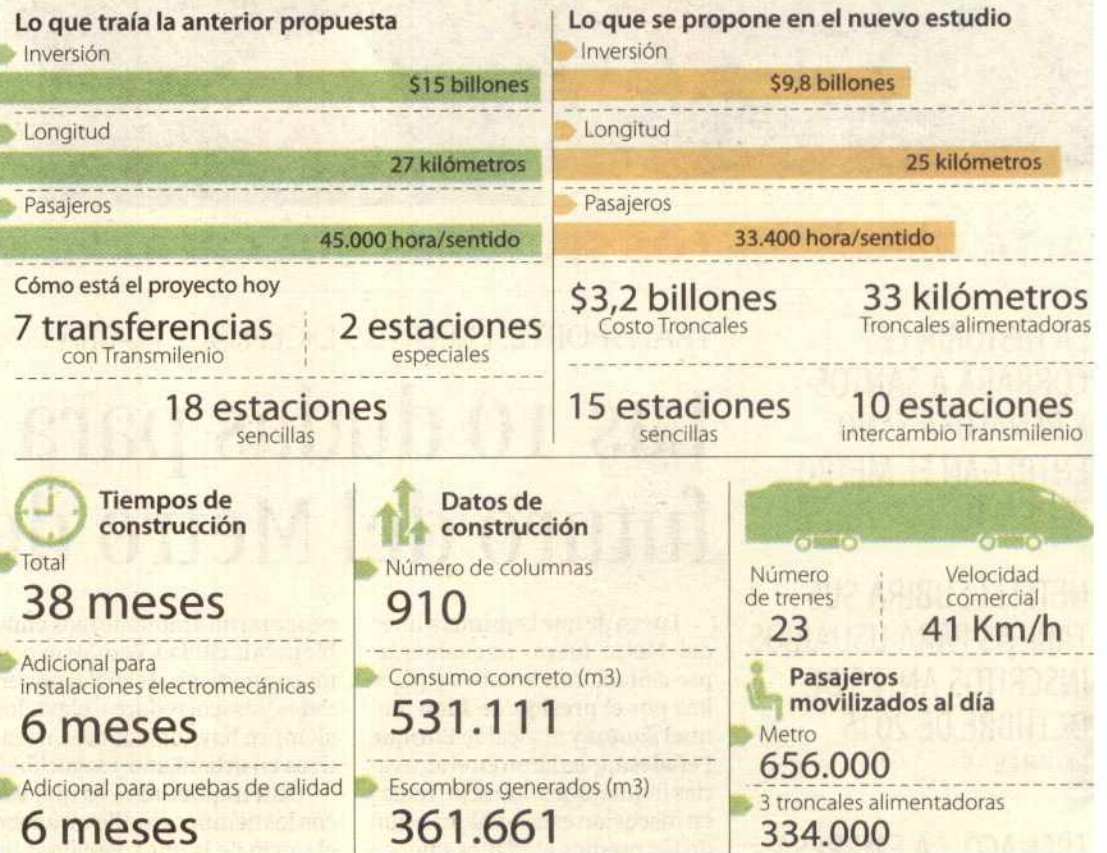 Lo que traía la anterior propuesta
Inversión
$15 billones
Longitud
27 kilómetros
Pasajeros
45.000 hora/sentido
Cómo está el proyecto hoy
7 transferencias
con Transmilenio
2 estaciones
especiales
18 estaciones
sencillas
Lo que se propone en el nuevo estudio
Inversión
$9,8 billones
Longitud
25 kilómetros
Pasajeros
33.400 hora/sentido
$3,2 billones
Costo Troncales
33 kilómetros
Troncales alimentadoras
15 estaciones
sencillas
10 estaciones
intercambio Transmilenio
Tiempos de
construcción
Total
38 meses
Adicional para
instalaciones electromecánicas
6 meses
Adicional para pruebas de calidad
6 meses
Datos de
construcción
Número de columnas
910
Consumo concreto (m3)
531.110
Escombros generados (m3)
361.661
Número
de trenes
23
Velocidad
comercial
41 Km/h
Pasajeros
movilizados al día
Metro
656.000
3 troncales alimentadoras
334.000